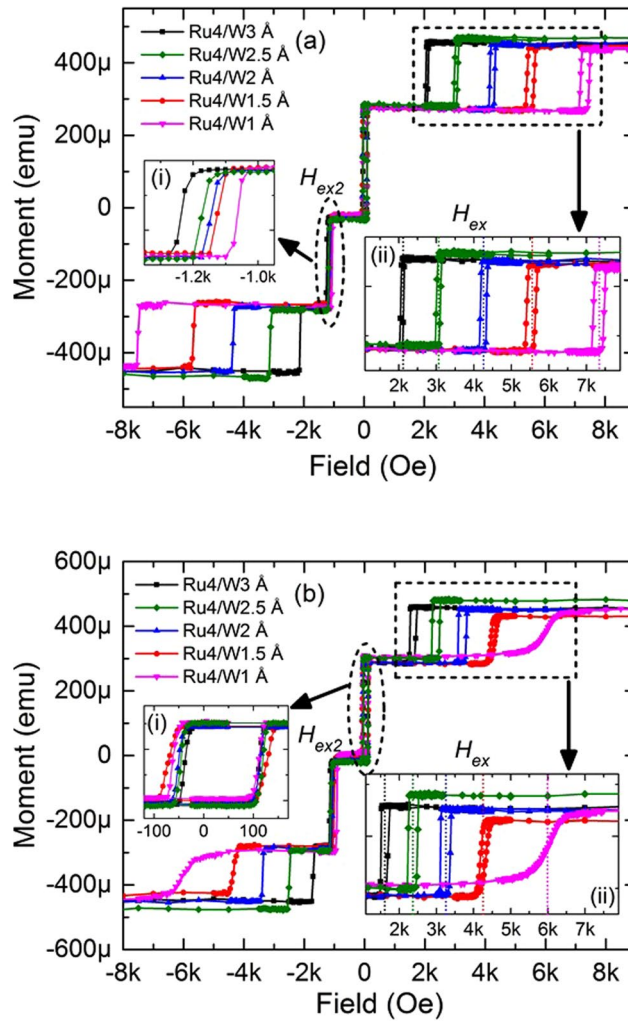 (a)
Ru4/W3 Å
Ru4/W2.5 Å
Ru4/W2 Å
Ru4/W1.5 Å
Ru4/W1 Å
400µ
200µ
0
-200µ
-400µ
Moment (emu)
(i)
-1.2k -1.0k
H_ex2
H_ex
(ii)
2k 3k 4k 5k 6k 7k
-8k -6k -4k -2k 0 2k 4k 6k 8k
Field (Oe)
(b)
Ru4/W3 Å
Ru4/W2.5 Å
Ru4/W2 Å
Ru4/W1.5 Å
Ru4/W1 Å
600µ
400µ
200µ
0
-200µ
-400µ
-600µ
Moment (emu)
(i)
-100 0 100
H_ex2
H_ex
(ii)
2k 3k 4k 5k 6k 7k
-8k -6k -4k -2k 0 2k 4k 6k 8k
Field (Oe)